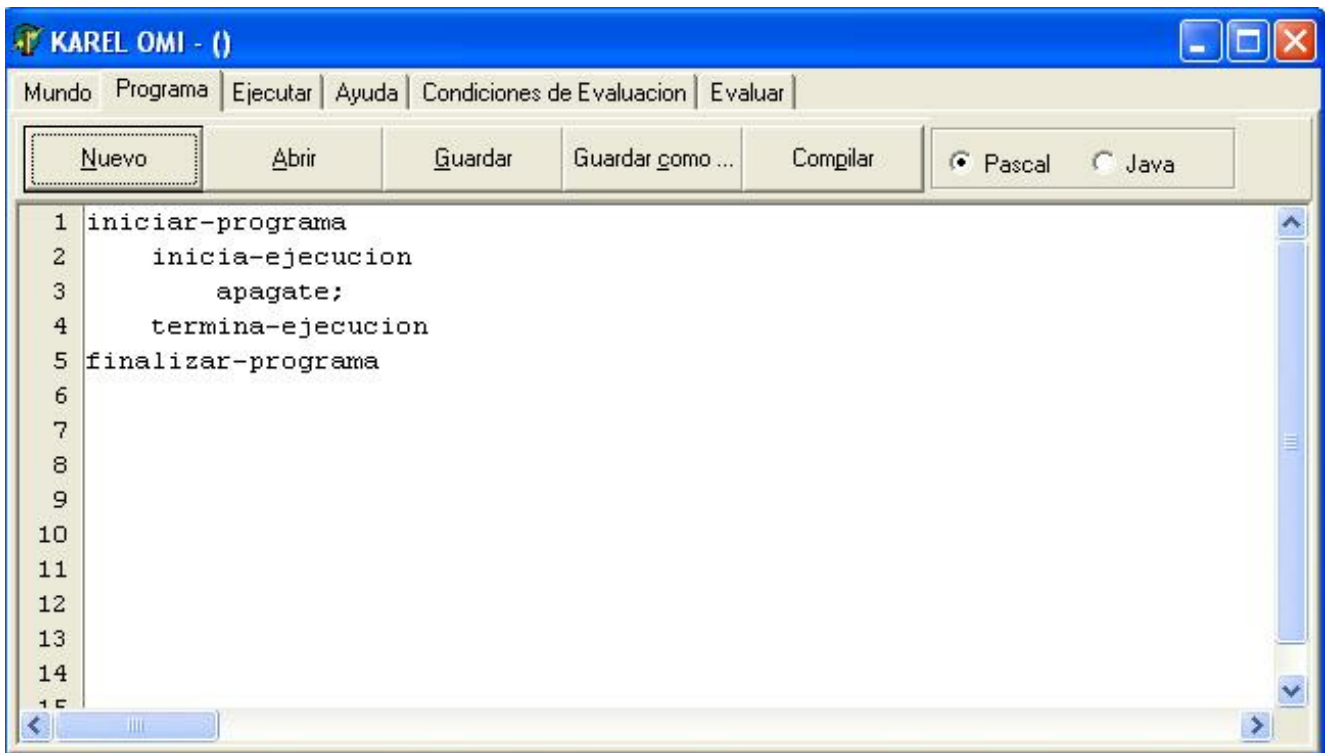 KAREL OMI - ()
Mundo Programa Ejecutar Ayuda Condiciones de Evaluacion Evaluar
Nuevo Abrir Guardar Guardar como ... Compilar Pascal Java
1 iniciar-programa
2 inicia-ejecucion
3 apagate;
4 termina-ejecucion
5 finalizar-programa
6
7
8
9
10
11
12
13
14
15